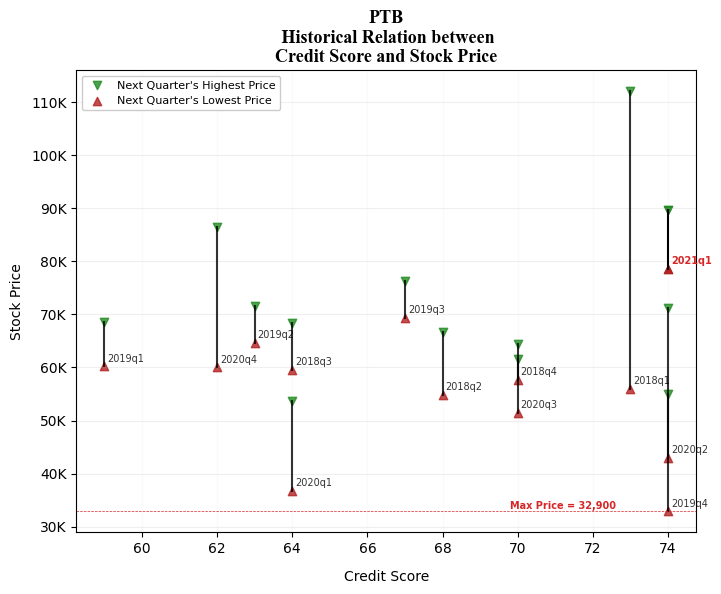 PTB
Historical Relation between
Credit Score and Stock Price
Next Quarter's Highest Price
Next Quarter's Lowest Price
110K
100K
90K
80K
70K
60K
50K
40K
30K
Stock Price
2021q1
2019q3
2019q2
2018q3
2019q1
2020q4
2018q4
2018q2
2018q1
2020q3
2020q2
2020q1
2019q4
Max Price = 32,900
60
62
64
66
68
70
72
74
Credit Score